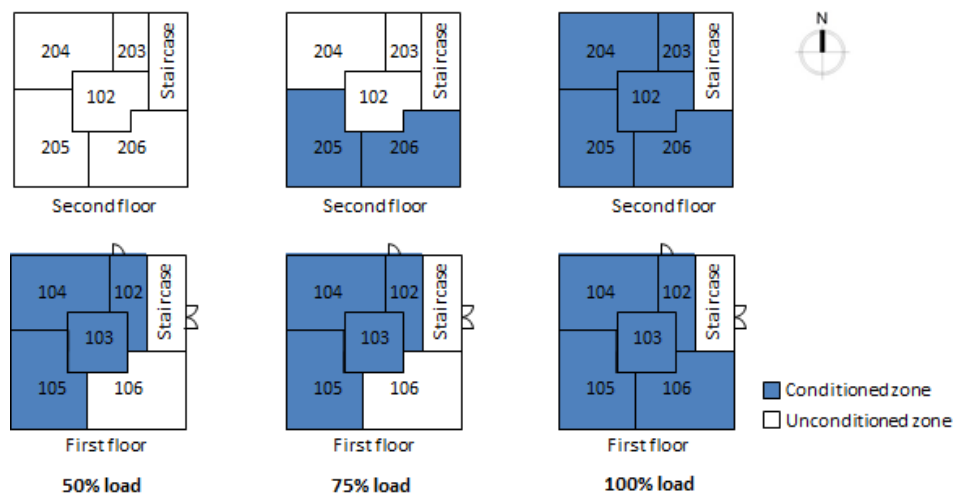 204 203 Staircase
102
205 206
Second floor
204 203 Staircase
102
205 206
Second floor
204 203 Staircase
102
205 206
Second floor
N
104 102 Staircase
103
105 106
First floor
50% load
104 102 Staircase
103
105 106
First floor
75% load
104 102 Staircase
103
105 106
First floor
100% load
Conditioned zone
Unconditioned zone